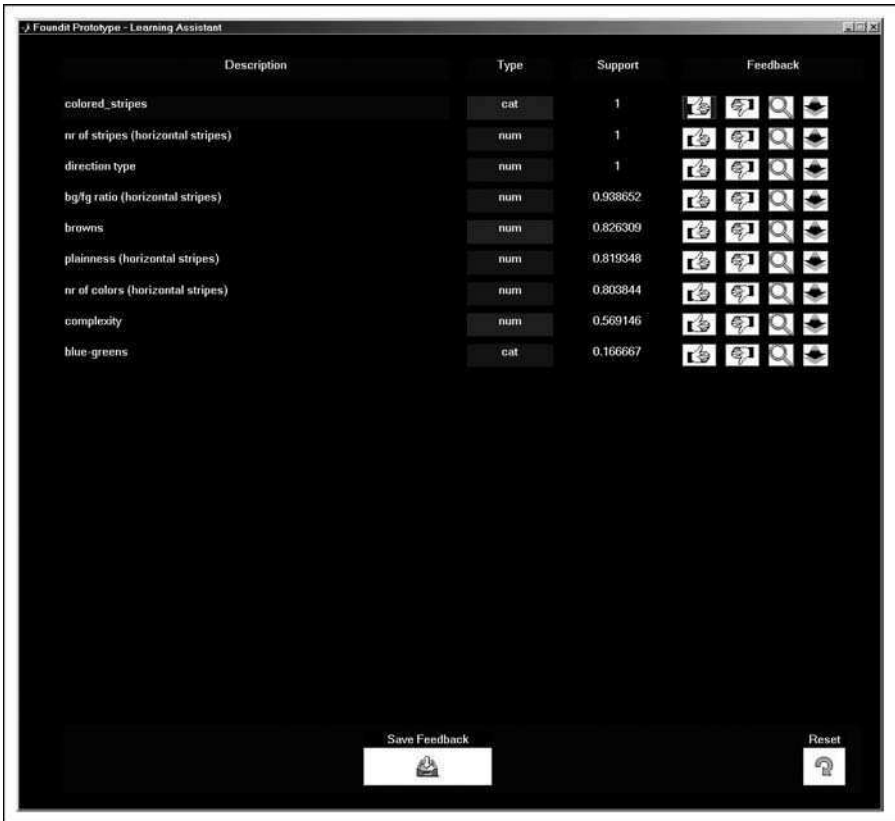 Foundit Prototype - Learning Assistant
Description Type Support Feedback
colored_stripes cat 1
nr of stripes (horizontal stripes) num 1
direction type num 1
bg/fg ratio (horizontal stripes) num 0.938652
browns num 0.826309
plainness (horizontal stripes) num 0.819348
nr of colors (horizontal stripes) num 0.803844
complexity num 0.569146
blue-greens cat 0.166667
Save Feedback Reset